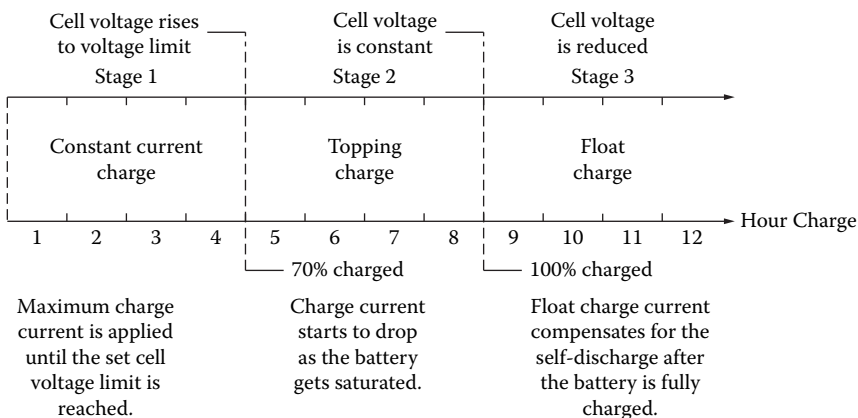 Cell voltage rises
to voltage limit
Stage 1
Cell voltage
is constant
Stage 2
Cell voltage
is reduced
Stage 3
Constant current
charge
Topping
charge
Float
charge
Hour Charge
1 2 3 4 5 6 7 8 9 10 11 12
70% charged
100% charged
Maximum charge
current is applied
until the set cell
voltage limit is
reached.
Charge current
starts to drop
as the battery
gets saturated.
Float charge current
compensates for the
self-discharge after
the battery is fully
charged.